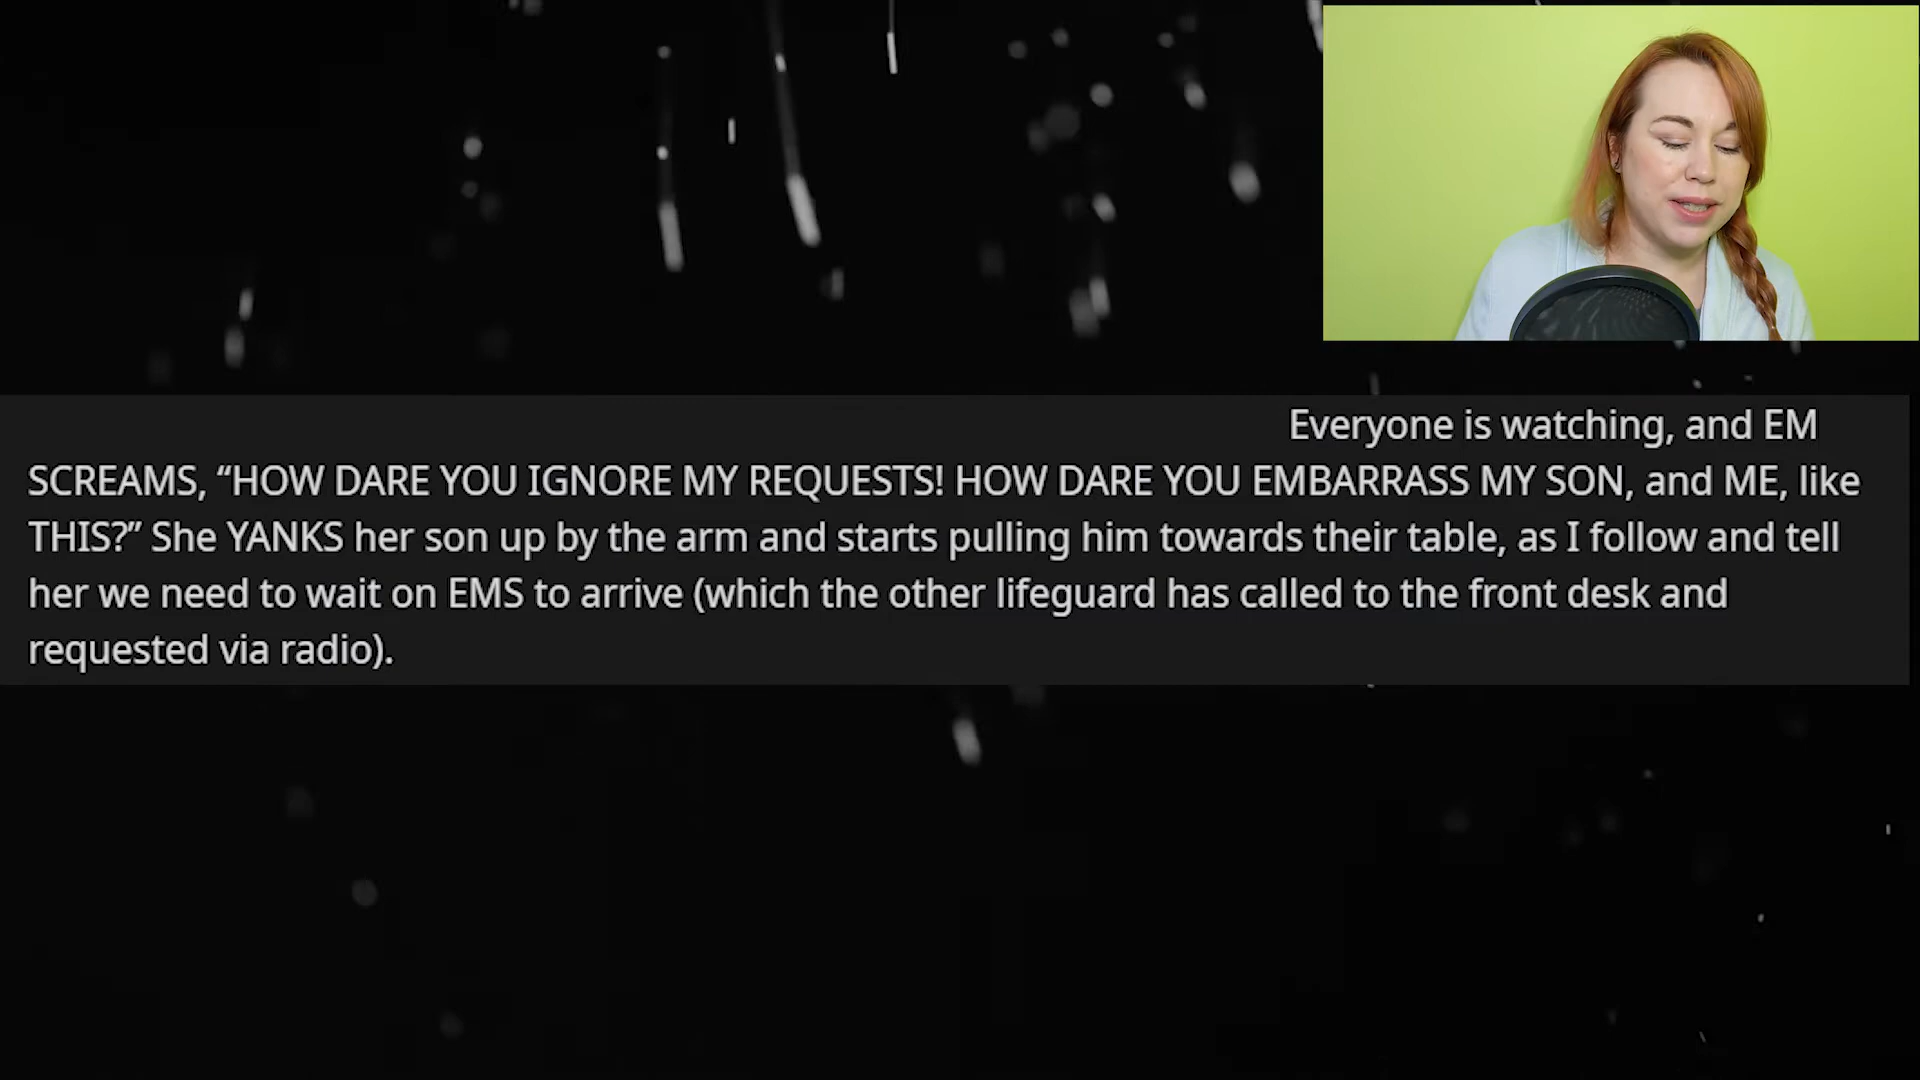 Everyone is watching, and EM
SCREAMS, “HOW DARE YOU IGNORE MY REQUESTS! HOW DARE YOU EMBARRASS MY SON, and ME, like
THIS?” She YANKS her son up by the arm and starts pulling him towards their table, as I follow and tell
her we need to wait on EMS to arrive (which the other lifeguard has called to the front desk and
requested via radio).